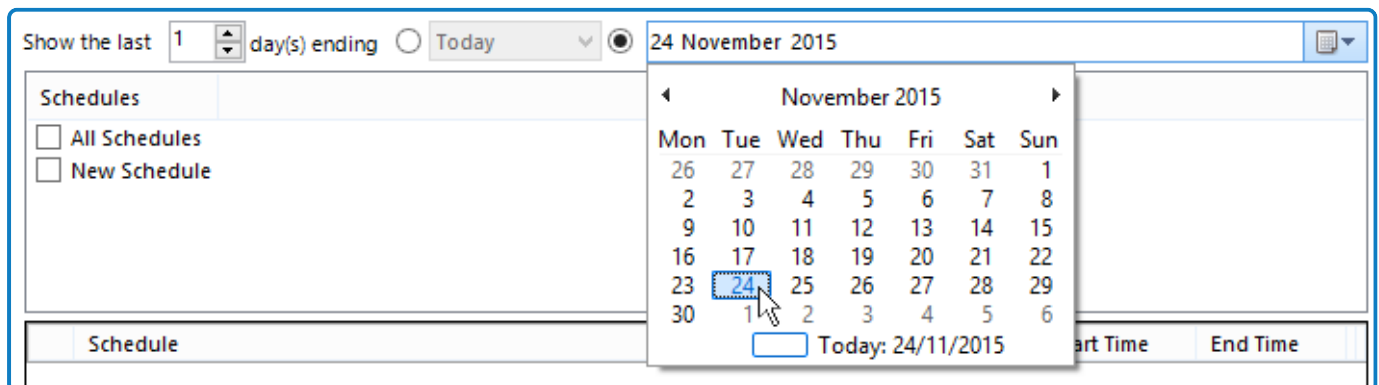 Show the last 1 day(s) ending Today 24 November 2015
Schedules
November 2015
All Schedules
New Schedule
Mon Tue Wed Thu Fri Sat Sun
26 27 28 29 30 31 1
2 3 4 5 6 7 8
9 10 11 12 13 14 15
16 17 18 19 20 21 22
23 24 25 26 27 28 29
30 1 2 3 4 5 6
Today: 24/11/2015
Schedule art Time End Time